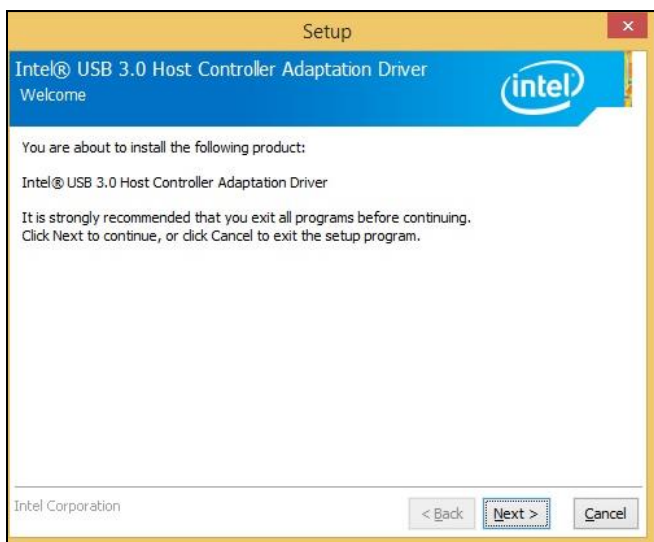 Setup
Intel® USB 3.0 Host Controller Adaptation Driver
Welcome
intel
You are about to install the following product:
Intel® USB 3.0 Host Controller Adaptation Driver
It is strongly recommended that you exit all programs before continuing.
Click Next to continue, or click Cancel to exit the setup program.
Intel Corporation
< Back Next > Cancel